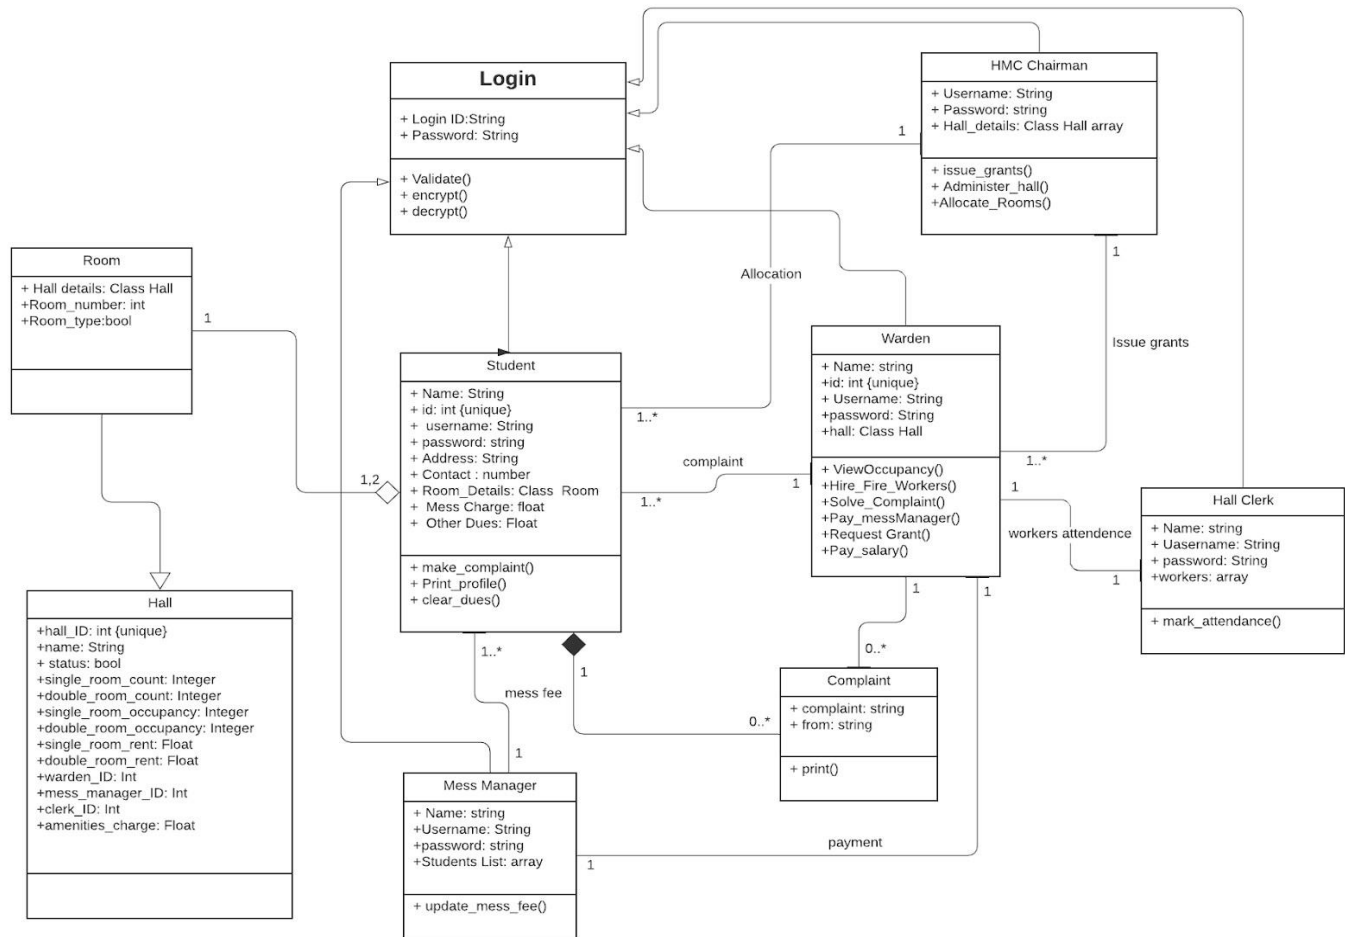 Login
+ Login ID:String
+ Password: String
+ Validate()
+ encrypt()
+ decrypt()
HMC Chairman
+ Username: String
+ Password: string
+ Hall_details: Class Hall array
+ issue_grants()
+ Administer_hall()
+Allocate_Rooms()
1
1
Allocation
Issue grants
Room
+ Hall details: Class Hall
+Room_number: int
+Room_type:bool
1
1,2
Student
+ Name: String
+ id: int {unique}
+ username: String
+ password: string
+ Address: String
+ Contact : number
+ Room_Details: Class Room
+ Mess Charge: float
+ Other Dues: Float
+ make_complaint()
+ Print_profile()
+ clear_dues()
1..*
complaint
1..*
1
Warden
+ Name: string
+id: int {unique}
+ Username: String
+password: String
+hall: Class Hall
+ ViewOccupancy()
+Hire_Fire_Workers()
+Solve_Complaint()
+Pay_messManager()
+Request Grant()
+Pay_salary()
1..*
1
workers attendence
1
Hall Clerk
+ Name: string
+ Uasername: String
+ password: String
+workers: array
+ mark_attendance()
Hall
+hall_ID: int {unique}
+name: String
+ status: bool
+single_room_count: Integer
+double_room_count: Integer
+single_room_occupancy: Integer
+double_room_occupancy: Integer
+single_room_rent: Float
+double_room_rent: Float
+warden_ID: Int
+mess_manager_ID: Int
+clerk_ID: Int
+amenities_charge: Float
1..*
mess fee
1
1
0..*
1
0..*
1
Complaint
+ complaint: string
+ from: string
+ print()
Mess Manager
+ Name: string
+Username: String
+password: string
+Students List: array
+ update_mess_fee()
payment
1